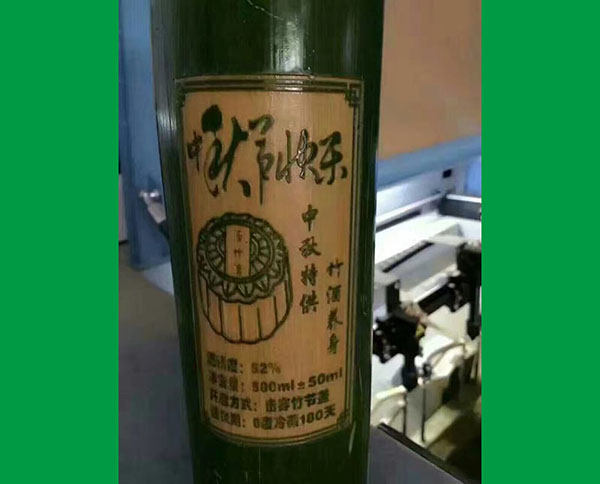 中秋节快乐
中秋特供
竹酒养身
酒精度：52%
净含量：500ml±50ml
开启方式：击穿竹节盖
保质期：0度冷藏180天